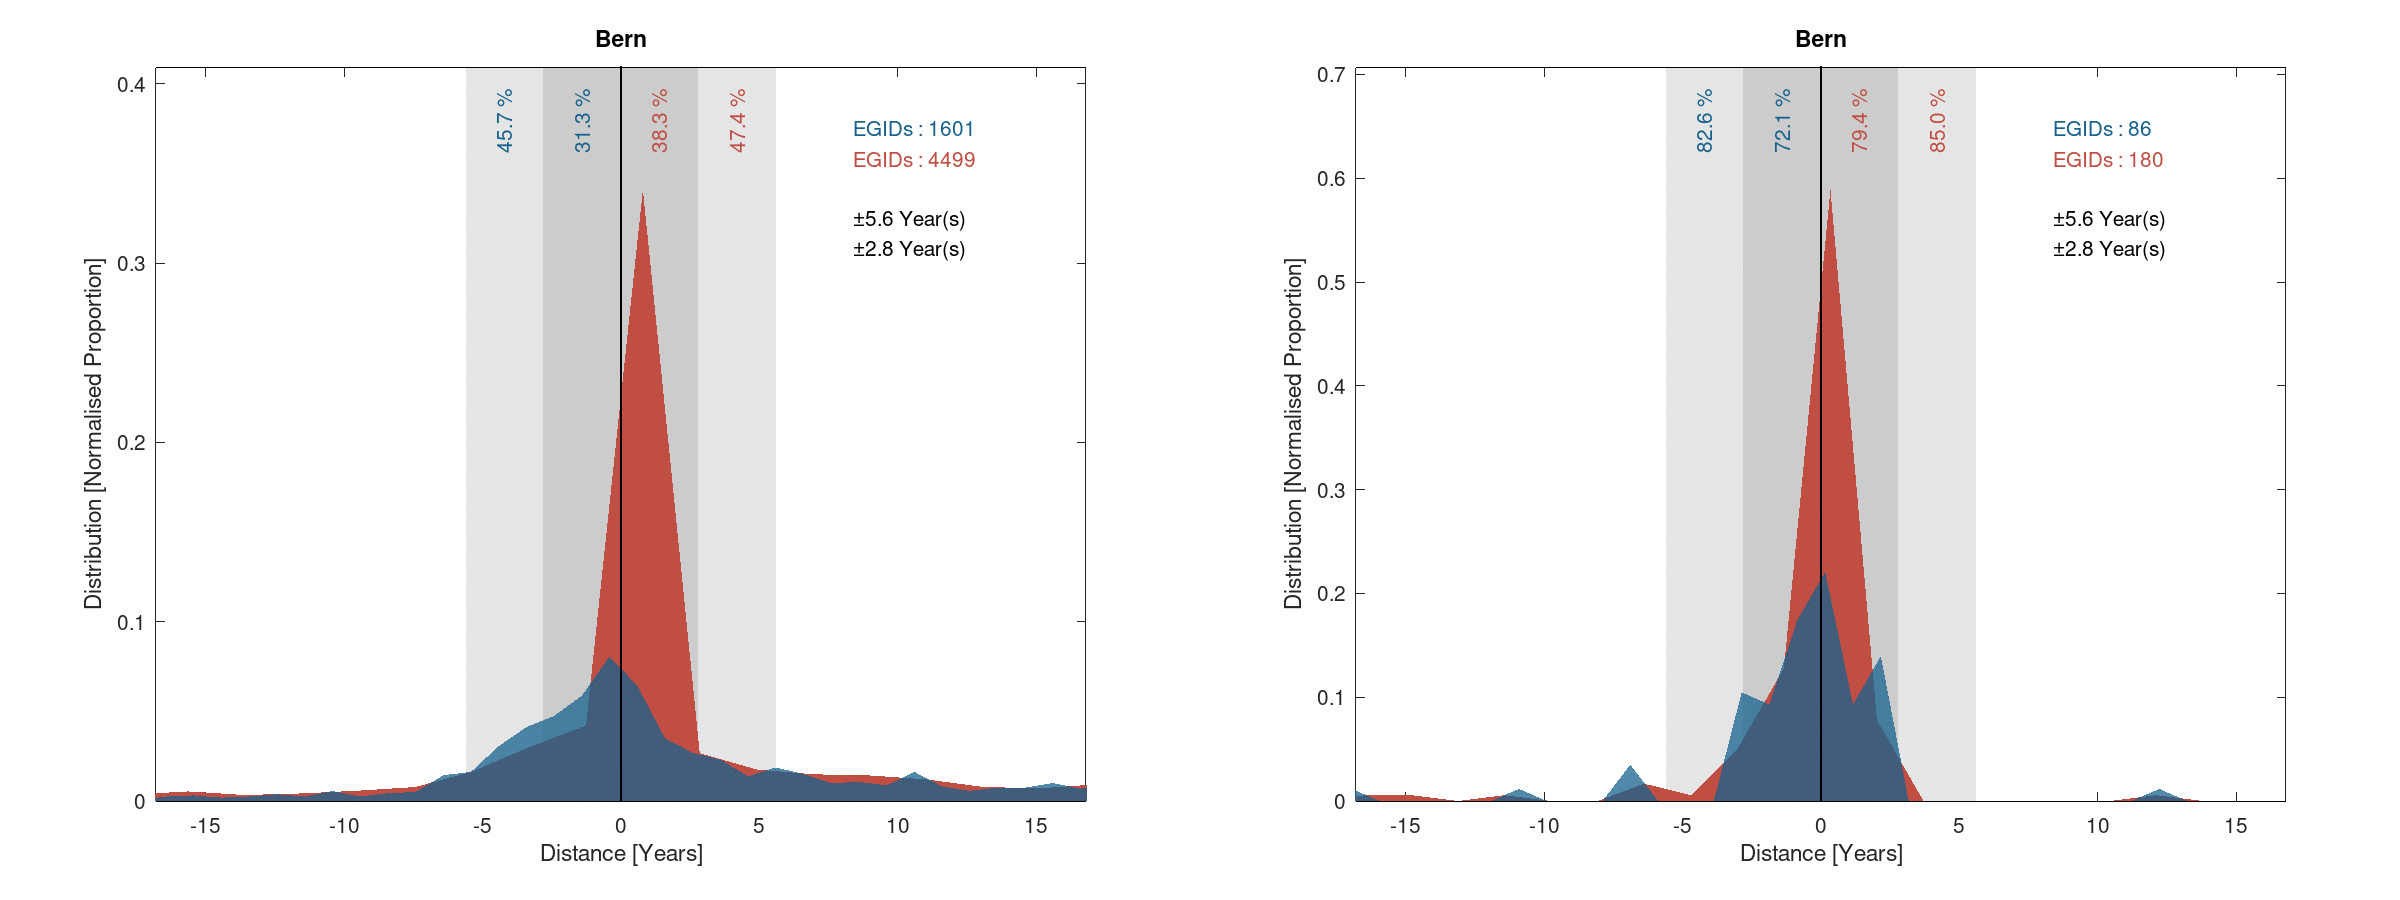 Bern
0.4
0.3
0.2
0.1
0
Distribution [Normalised Proportion]
45.7 %
31.3 %
38.3 %
47.4 %
EGIDs : 1601
EGIDs : 4499
±5.6 Year(s)
±2.8 Year(s)
-15
-10
-5
0
5
10
15
Distance [Years]
Bern
0.7
0.6
0.5
0.4
0.3
0.2
0.1
0
Distribution [Normalised Proportion]
82.6 %
72.1 %
79.4 %
85.0 %
EGIDs : 86
EGIDs : 180
±5.6 Year(s)
±2.8 Year(s)
-15
-10
-5
0
5
10
15
Distance [Years]